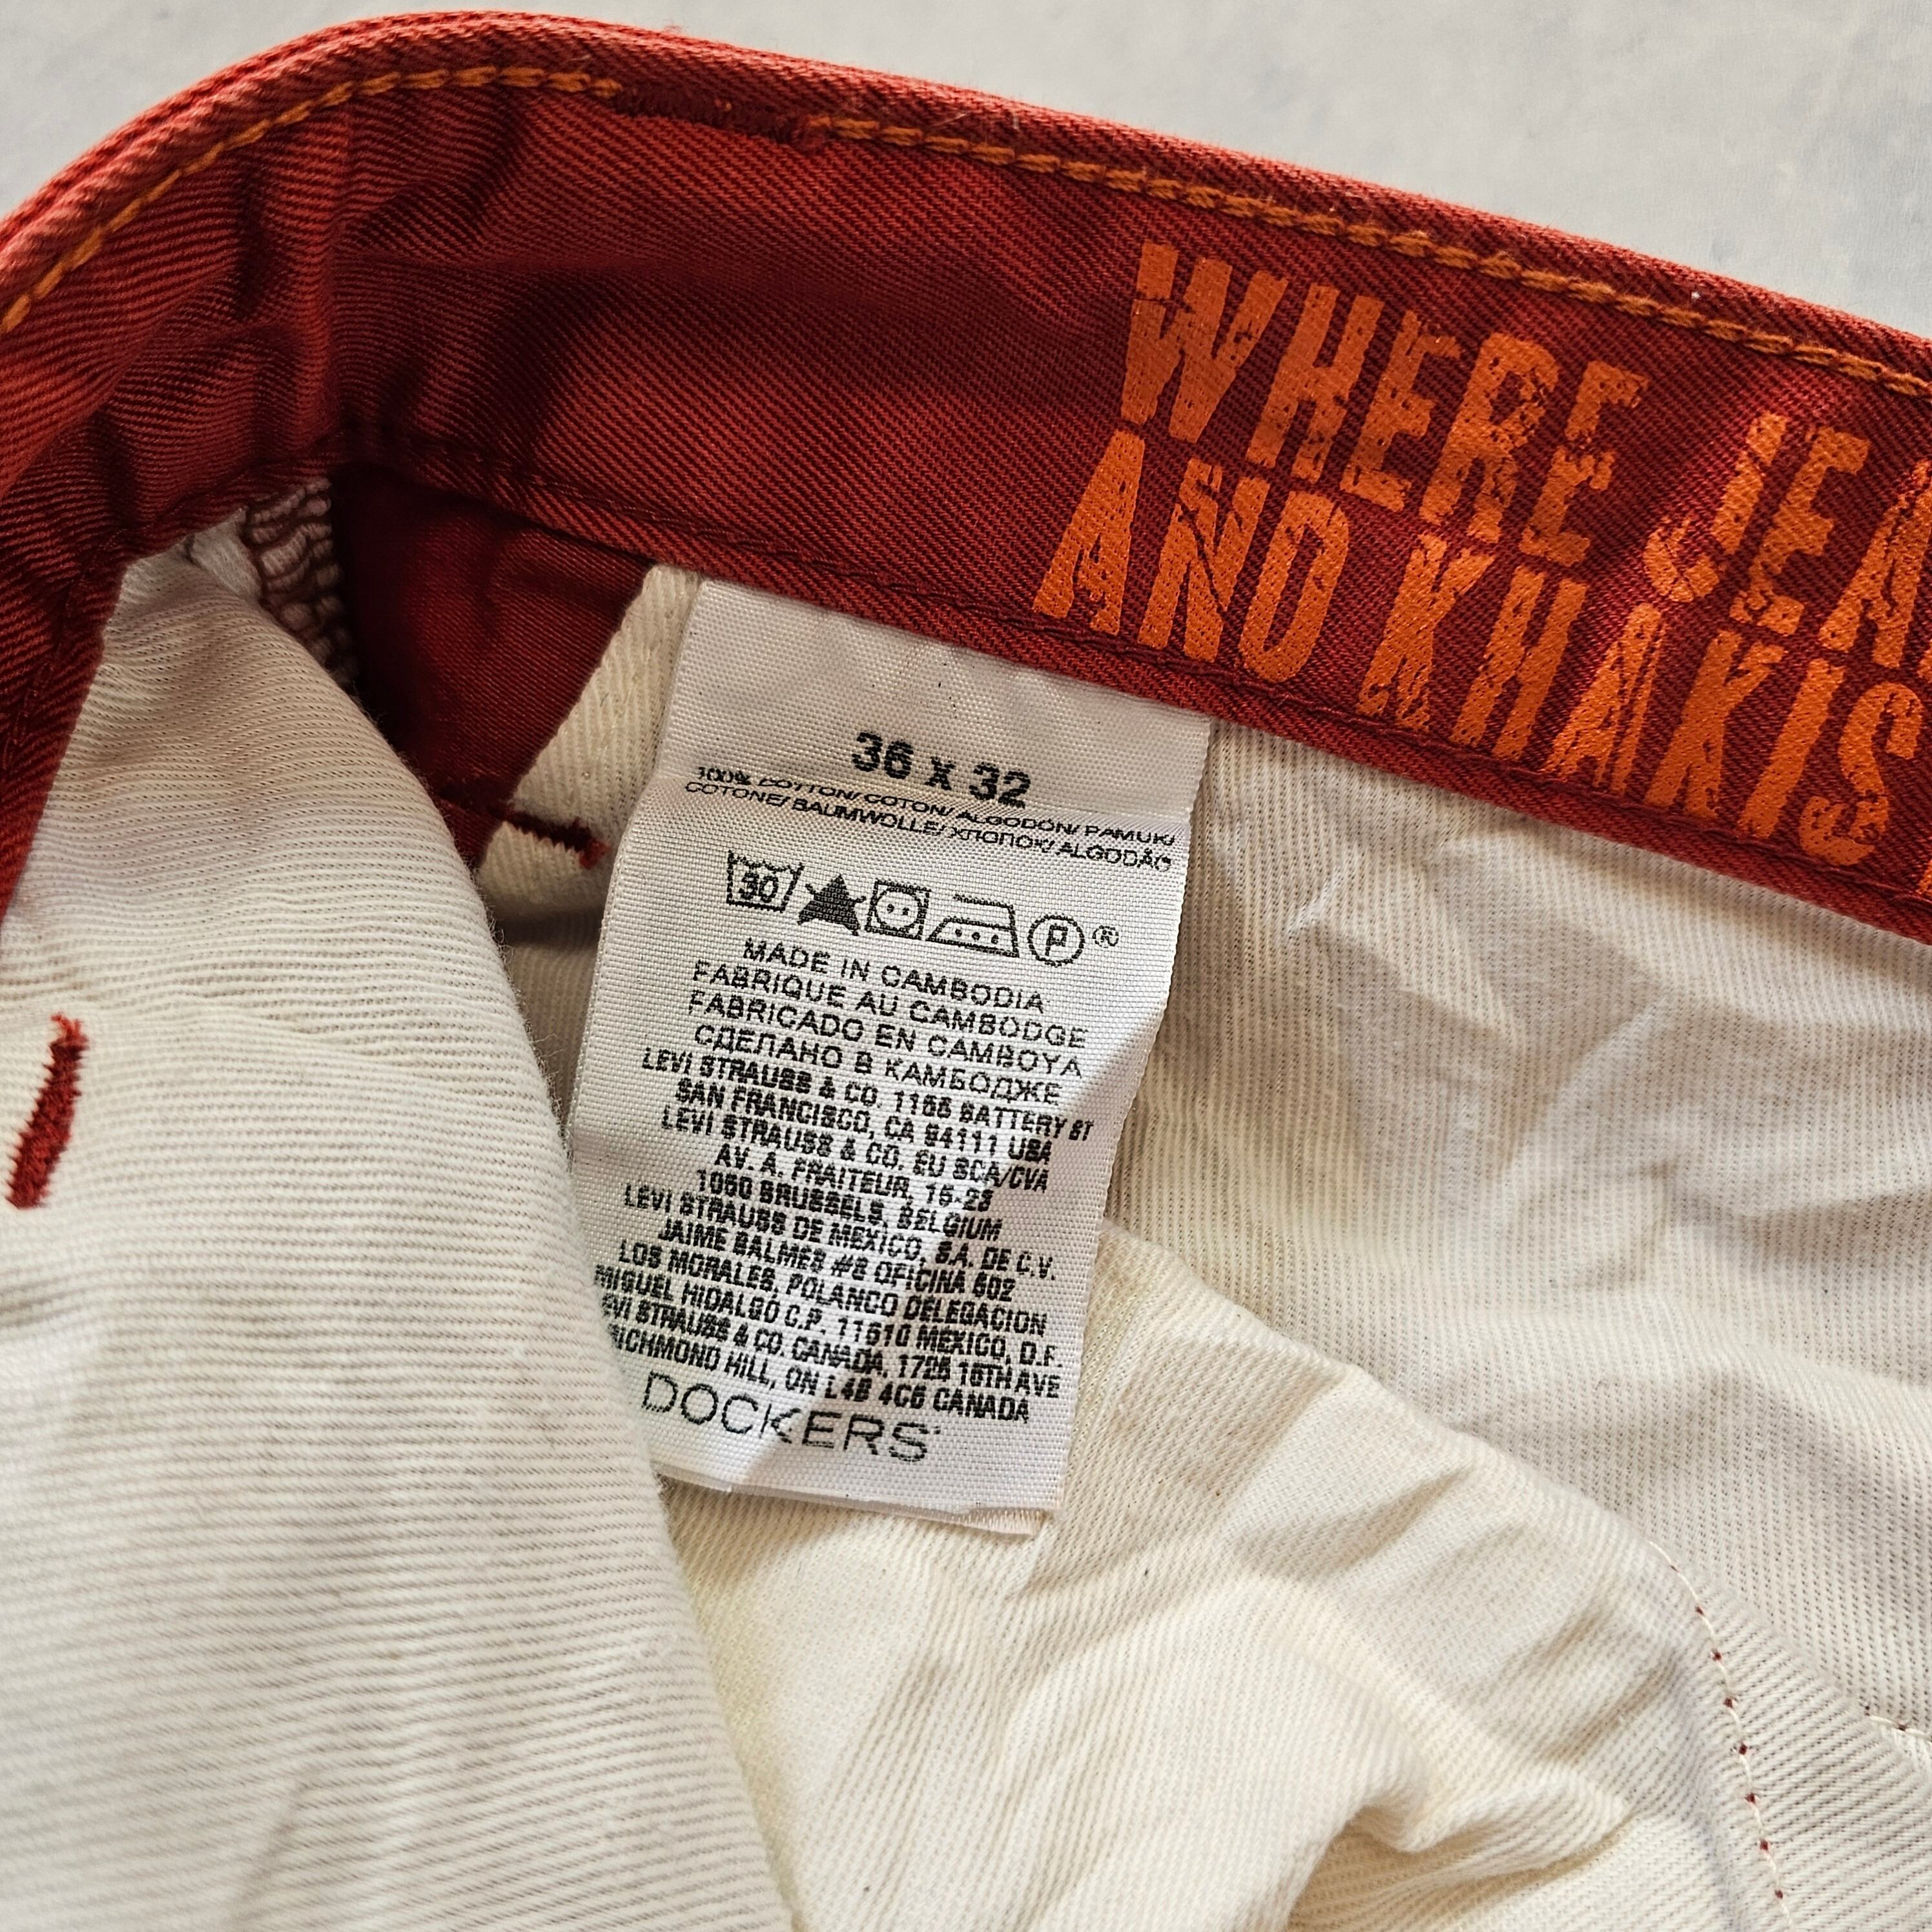 WHERE JEA
AND KHAKIS
36 x 32
100% COTTON/ COTON/ ALGODÓN/ PAMUK/
COTONE/ BAUMWOLLE/ ХЛОПОК/ ALGODÃO
30
P ®
MADE IN CAMBODIA
FABRIQUE AU CAMBODGE
FABRICADO EN CAMBOYA
СДЕЛАНО В КАМБОДЖЕ
LEVI STRAUSS & CO. 1155 BATTERY ST
SAN FRANCISCO, CA 94111 USA
LEVI STRAUSS & CO. EU SCA/CVA
AV. A. FRAITEUR, 15-23
1050 BRUSSELS, BELGIUM
LEVI STRAUSS DE MEXICO, S.A. DE C.V.
JAIME BALMES #8 OFICINA 602
LOS MORALES, POLANCO DELEGACION
MIGUEL HIDALGO C.P. 11510 MEXICO, D.F.
EVI STRAUSS & CO. CANADA, 1725 16TH AVE
RICHMOND HILL, ON L4B 4C6 CANADA
DOCKERS